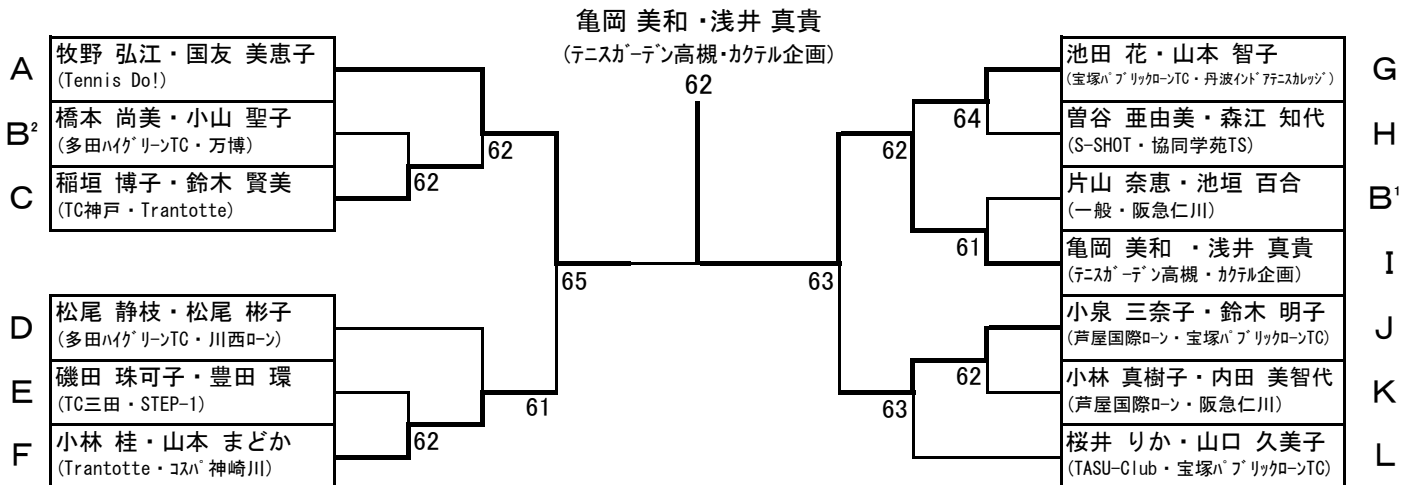 亀岡 美和 ・浅井 真貴
(テニスガーデン高槻・カクテル企画)
62
A
牧野 弘江・国友 美恵子
(Tennis Do!)
B²
橋本 尚美・小山 聖子
(多田ハイグリーンTC・万博)
C
稲垣 博子・鈴木 賢美
(TC神戸・Trantotte)
62
62
D
松尾 静枝・松尾 彬子
(多田ハイグリーンTC・川西ローン)
E
磯田 珠可子・豊田 環
(TC三田・STEP-1)
F
小林 桂・山本 まどか
(Trantotte・コスパ神崎川)
62
61
65
63
G
池田 花・山本 智子
(宝塚パブリックローンTC・丹波インドアテニスカレッジ)
H
曽谷 亜由美・森江 知代
(S-SHOT・協同学苑TS)
64
62
B¹
片山 奈恵・池垣 百合
(一般・阪急仁川)
I
亀岡 美和 ・浅井 真貴
(テニスガーデン高槻・カクテル企画)
61
J
小泉 三奈子・鈴木 明子
(芦屋国際ローン・宝塚パブリックローンTC)
K
小林 真樹子・内田 美智代
(芦屋国際ローン・阪急仁川)
62
63
L
桜井 りか・山口 久美子
(TASU-Club・宝塚パブリックローンTC)